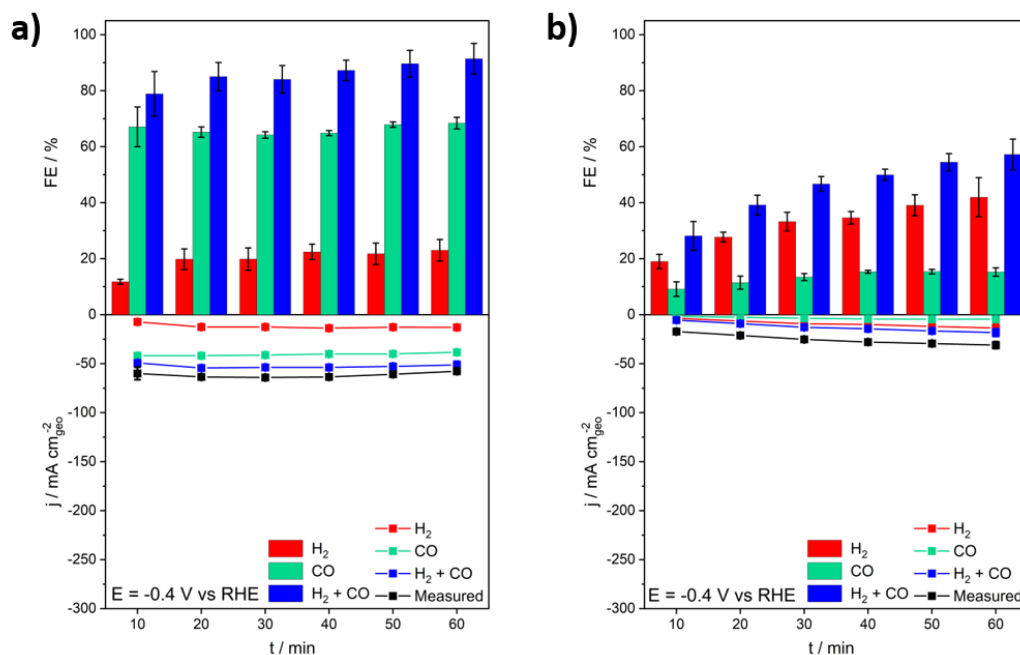 a)
100
80
60
40
20
0
-50
-100
-150
-200
-250
-300
FE / %
j / mA cm⁻²geo
H₂
CO
H₂ + CO
H₂
CO
H₂ + CO
Measured
E = -0.4 V vs RHE
10 20 30 40 50 60
t / min
b)
100
80
60
40
20
0
-50
-100
-150
-200
-250
-300
FE / %
j / mA cm⁻²geo
H₂
CO
H₂ + CO
H₂
CO
H₂ + CO
Measured
E = -0.4 V vs RHE
10 20 30 40 50 60
t / min